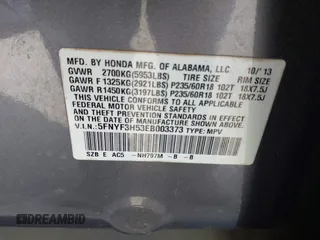 MFD. BY HONDA MFG. OF ALABAMA, LLC 10/'13
GVWR 2700KG(5953LBS) TIRE SIZE RIM SIZE
GAWR F 1325KG(2921LBS) P235/60R18 102T 18X7.5J
GAWR R 1450KG(3197LBS) P235/60R18 102T 18X7.5J
THIS VEHICLE CONFORMS TO ALL APPLICABLE
FEDERAL MOTOR VEHICLE SAFETY AND THEFT PREVENTION
STANDARDS IN EFFECT ON THE DATE OF MANUFACTURE SHOWN ABOVE.
V.I.N.:5FNYF3H53EB003373 TYPE: MPV
SZB E AC5 NH797M - B - B
DREAMBID